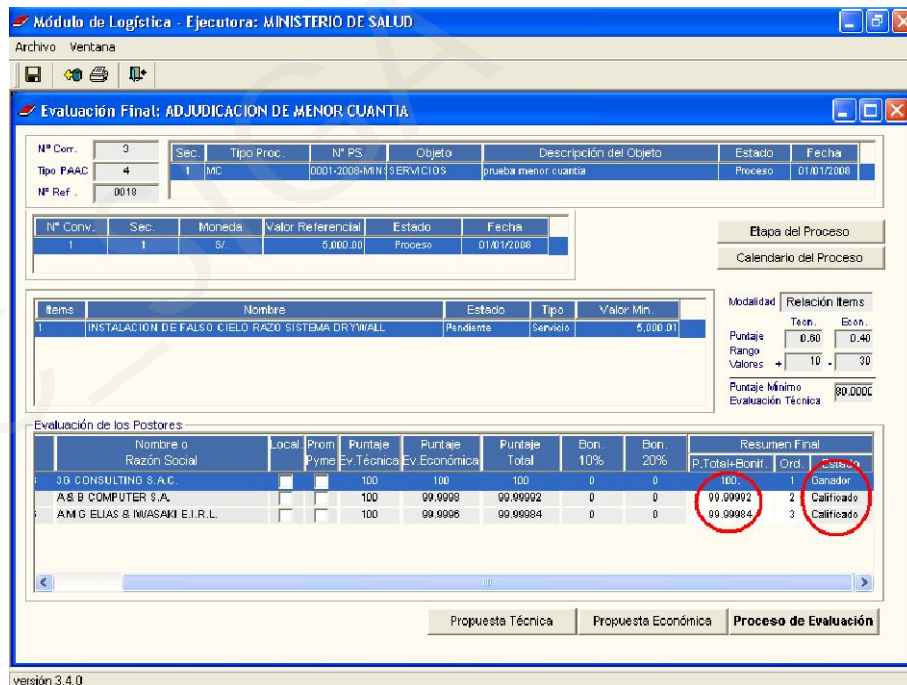 Módulo de Logística - Ejecutora: MINISTERIO DE SALUD
Archivo Ventana
Evaluación Final: ADJUDICACION DE MENOR CUANTIA
Nª Corr. 3
Tipo PAAC 4
Nª Ref . 0018
Sec. Tipo Proc. N° PS Objeto Descripción del Objeto Estado Fecha
1 MC 0001-2008-MIN SERVICIOS prueba menor cuantia Proceso 01/01/2008
N° Conv. Sec. Moneda Valor Referencial Estado Fecha
1 1 S/. 5,000.00 Proceso 01/01/2008
Etapa del Proceso
Calendario del Proceso
Items Nombre Estado Tipo Valor Min.
1 INSTALACION DE FALSO CIELO RAZO SISTEMA DRYWALL Pendiente Servicio 5,000.01
Modalidad Relación Items
Tecn. Econ.
Puntaje 0.60 0.40
Rango
Valores + 10 - 30
Puntaje Mínimo
Evaluación Técnica 80.0000
Evaluación de los Postores
Nombre o Razón Social Local Prom Pyme Puntaje Ev.Técnica Puntaje Ev.Económica Puntaje Total Bon. 10% Bon. 20% Resumen Final
P.Total+Bonif. Ord. Estado
3G CONSULTING S.A.C. 100 100 100 0 0 100. 1 Ganador
A & B COMPUTER S.A. 100 99.9998 99.99992 0 0 99.99992 2 Calificado
A M G ELIAS & IWASAKI E.I.R.L. 100 99.9996 99.99984 0 0 99.99984 3 Calificado
Propuesta Técnica Propuesta Económica Proceso de Evaluación
versión 3.4.0